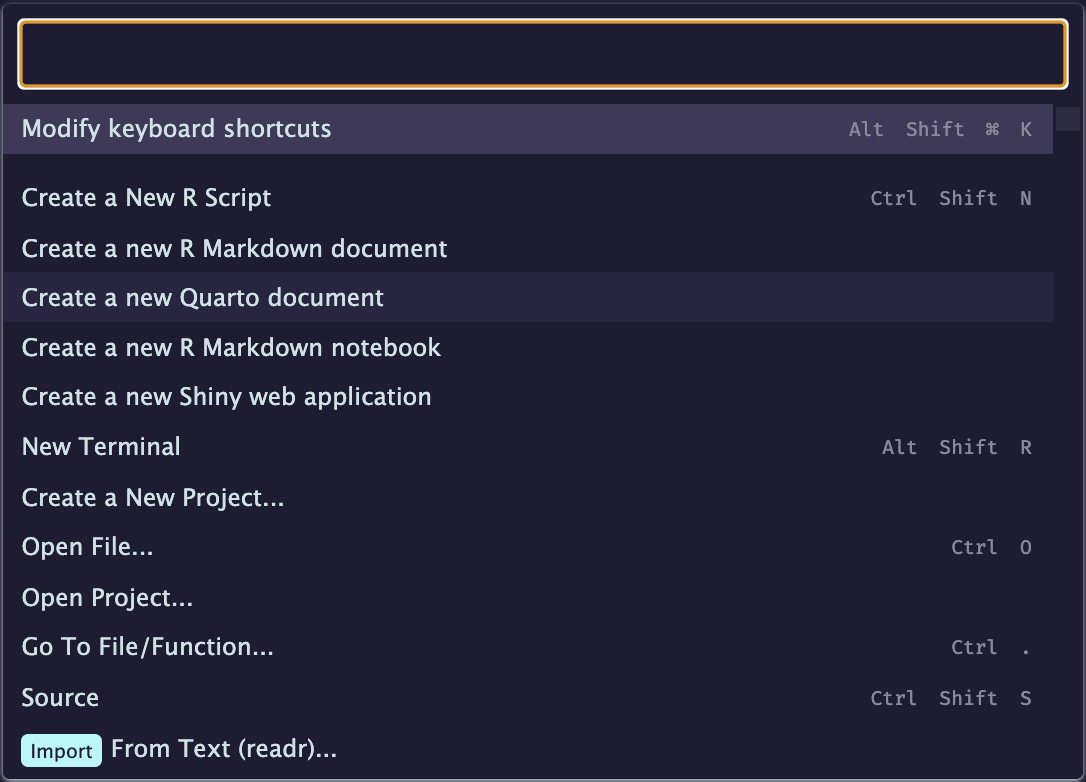 Modify keyboard shortcuts Alt Shift ⌘ K
Create a New R Script Ctrl Shift N
Create a new R Markdown document
Create a new Quarto document
Create a new R Markdown notebook
Create a new Shiny web application
New Terminal Alt Shift R
Create a New Project...
Open File... Ctrl O
Open Project...
Go To File/Function... Ctrl .
Source Ctrl Shift S
Import From Text (readr)...